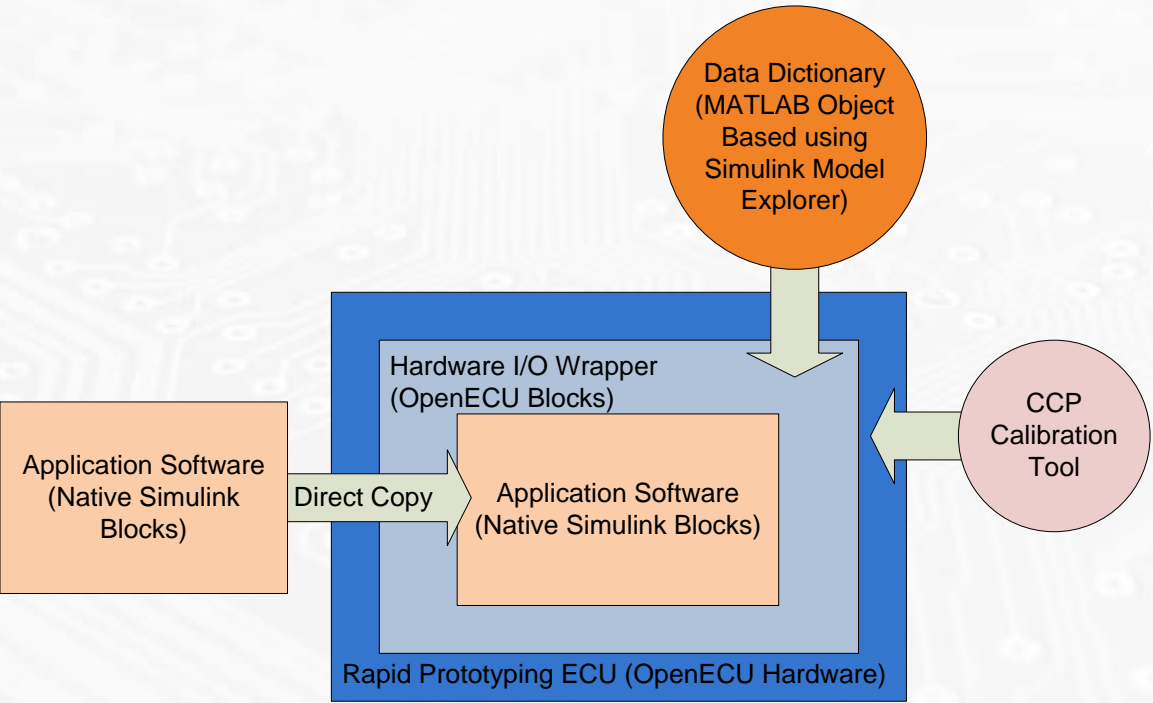 Data Dictionary
(MATLAB Object
Based using
Simulink Model
Explorer)
Hardware I/O Wrapper
(OpenECU Blocks)
CCP
Calibration
Tool
Application Software
(Native Simulink
Blocks)
Direct Copy
Application Software
(Native Simulink Blocks)
Rapid Prototyping ECU (OpenECU Hardware)